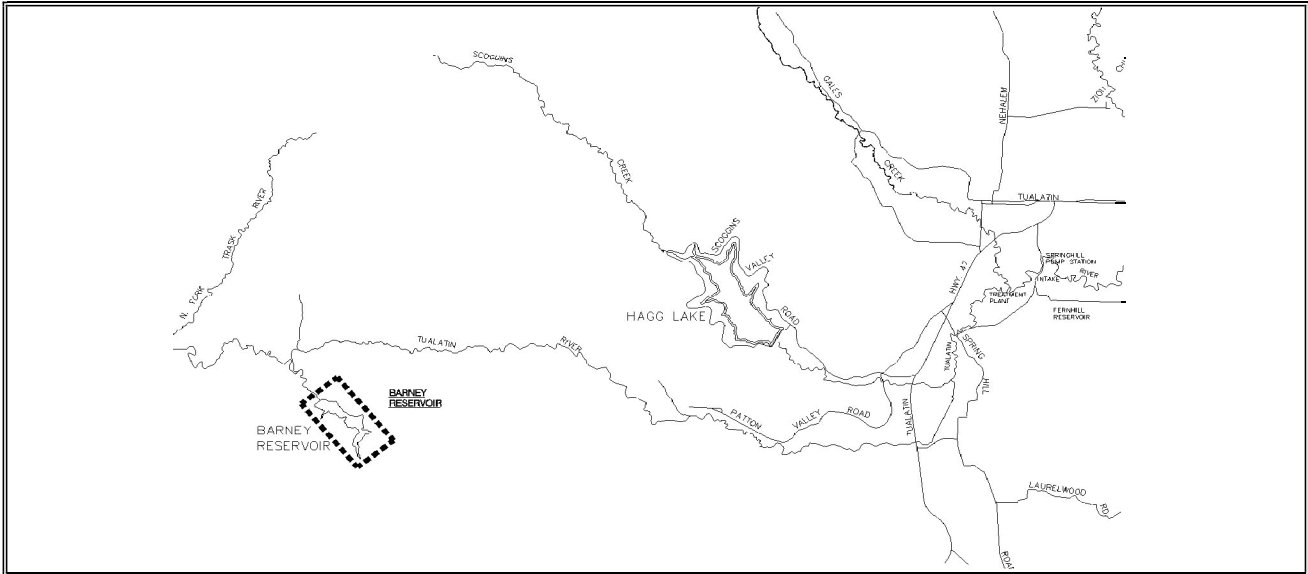 SCOGGINS
CREEK
GALES
CREEK
NEHALEM
ZION
TUALATIN
N. FORK
TRASK
RIVER
SCOGGINS
VALLEY
ROAD
HAGG LAKE
HWY. 47
SPRINGHILL
PUMP STATION
INTAKE
RIVER
TREATMENT
PLANT
FERNHILL
RESERVOIR
TUALATIN
RIVER
TUALATIN
SPRING
HILL
BARNEY
RESERVOIR
BARNEY
RESERVOIR
PATTON
VALLEY
ROAD
TUALATIN
LAURELWOOD
RD